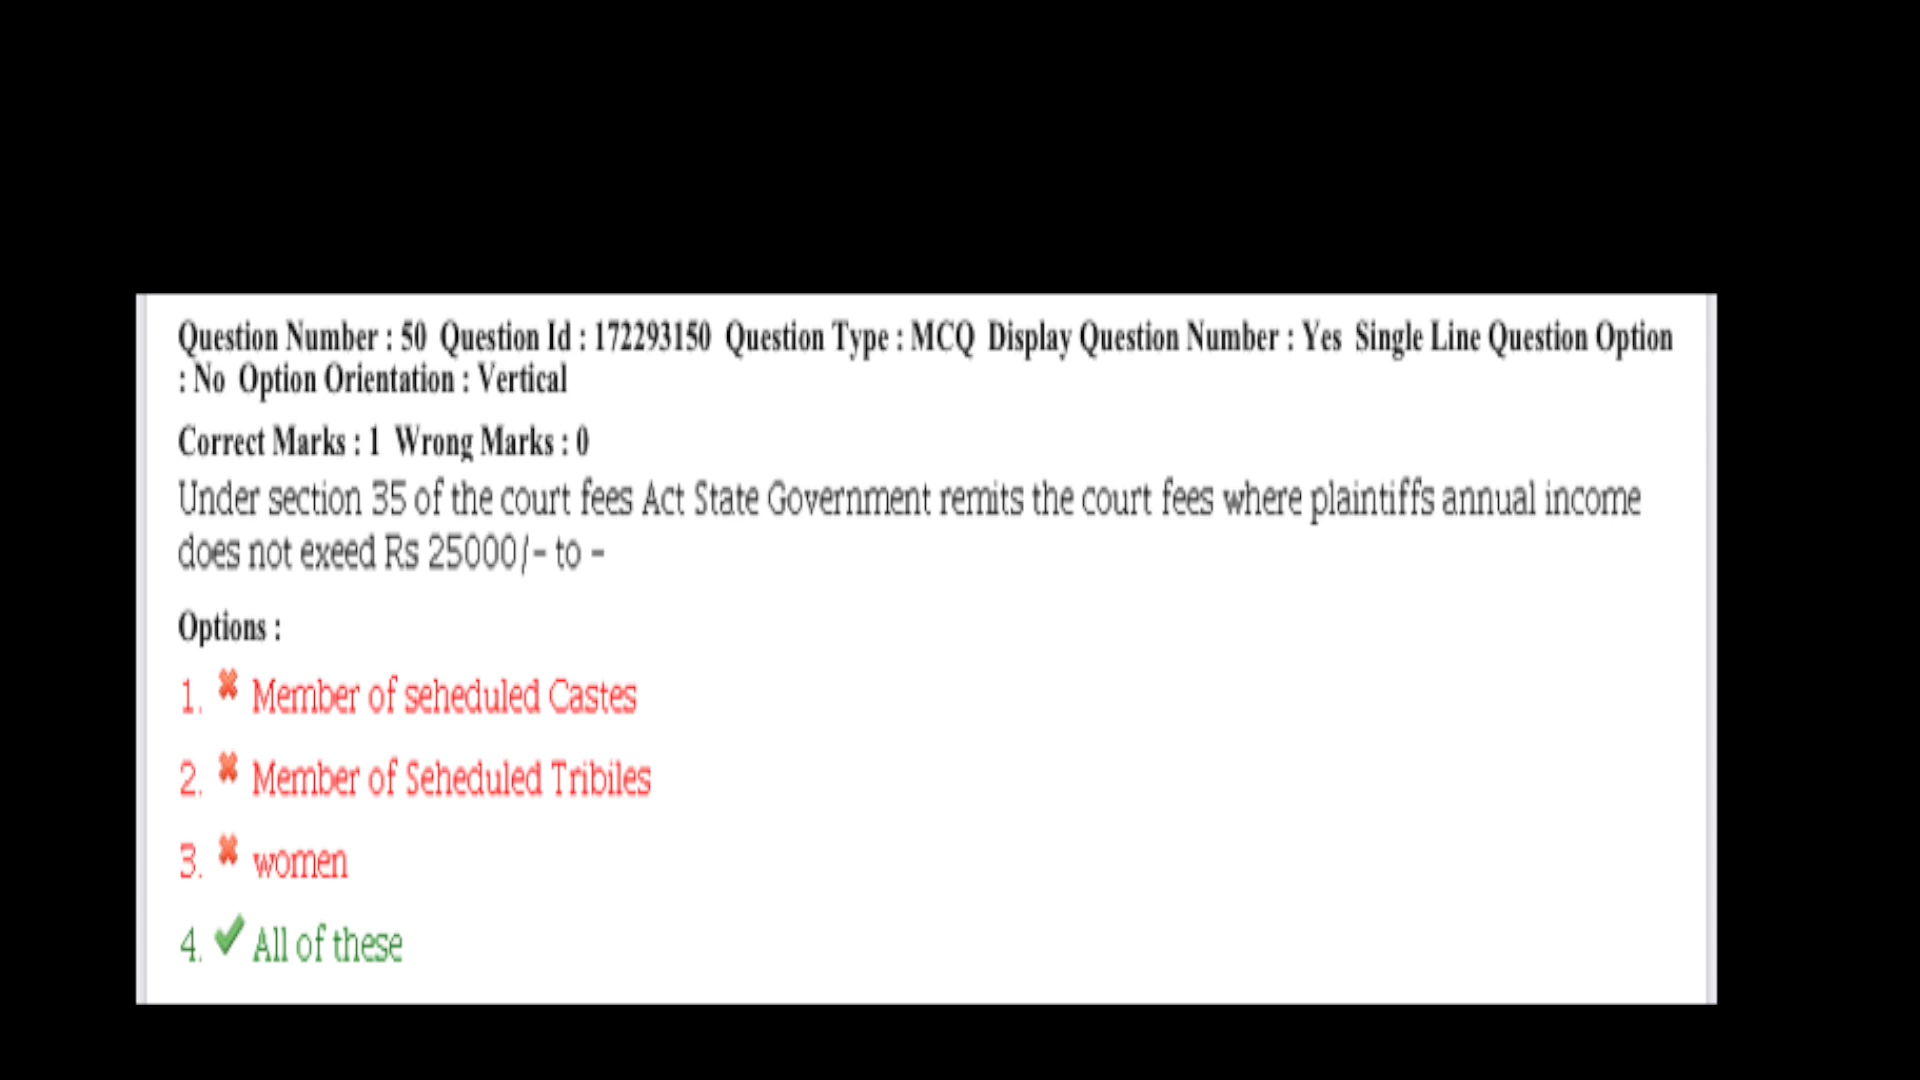 Question Number : 50 Question Id : 172293150 Question Type : MCQ Display Question Number : Yes Single Line Question Option
: No Option Orientation : Vertical
Correct Marks : 1 Wrong Marks : 0
Under section 35 of the court fees Act State Government remits the court fees where plaintiffs annual income
does not exeed Rs 25000/- to -
Options :
1. ✖ Member of seheduled Castes
2. ✖ Member of Seheduled Tribiles
3. ✖ women
4. ✔ All of these